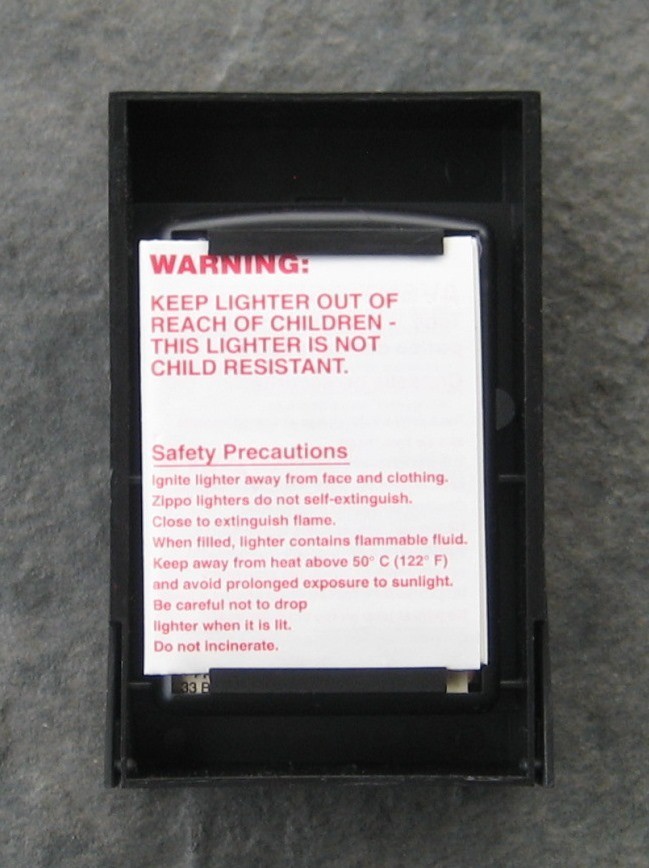 WARNING:
KEEP LIGHTER OUT OF
REACH OF CHILDREN -
THIS LIGHTER IS NOT
CHILD RESISTANT.
Safety Precautions
Ignite lighter away from face and clothing.
Zippo lighters do not self-extinguish.
Close to extinguish flame.
When filled, lighter contains flammable fluid.
Keep away from heat above 50° C (122° F)
and avoid prolonged exposure to sunlight.
Be careful not to drop
lighter when it is lit.
Do not incinerate.
33 B